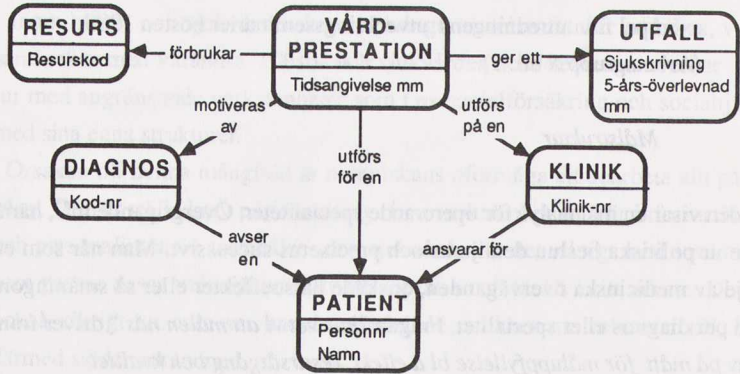 RESURS
Resurskod
förbrukar
VÅRD-
PRESTATION
Tidsangivelse mm
ger ett
UTFALL
Sjukskrivning
5-års-överlevnad
mm
motiveras
av
utförs
på en
utförs
för en
DIAGNOS
Kod-nr
KLINIK
Klinik-nr
avser
en
ansvarar för
PATIENT
Personnr
Namn